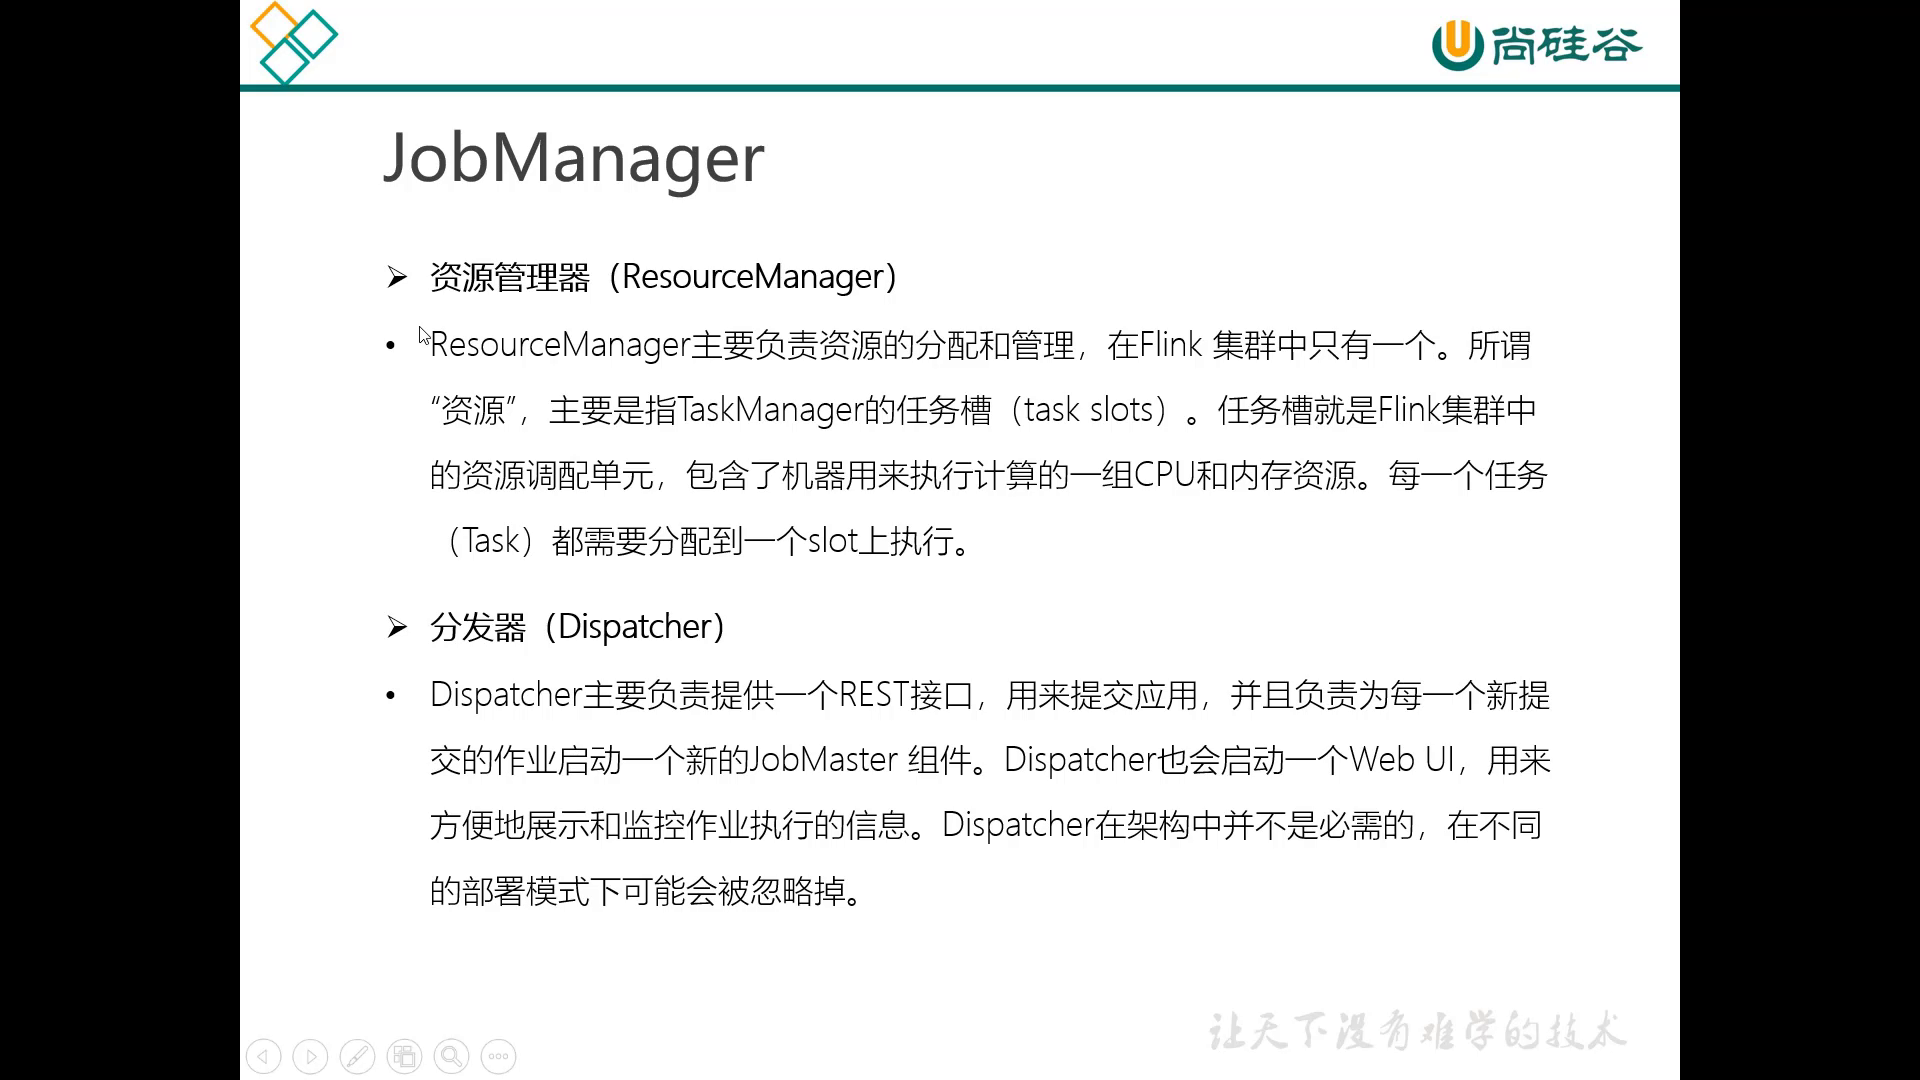 尚硅谷
JobManager
➢ 资源管理器（ResourceManager）
• ResourceManager主要负责资源的分配和管理，在Flink 集群中只有一个。所谓
“资源”，主要是指TaskManager的任务槽（task slots）。任务槽就是Flink集群中
的资源调配单元，包含了机器用来执行计算的一组CPU和内存资源。每一个任务
（Task）都需要分配到一个slot上执行。
➢ 分发器（Dispatcher）
• Dispatcher主要负责提供一个REST接口，用来提交应用，并且负责为每一个新提
交的作业启动一个新的JobMaster 组件。Dispatcher也会启动一个Web UI，用来
方便地展示和监控作业执行的信息。Dispatcher在架构中并不是必需的，在不同
的部署模式下可能会被忽略掉。
让天下没有难学的技术